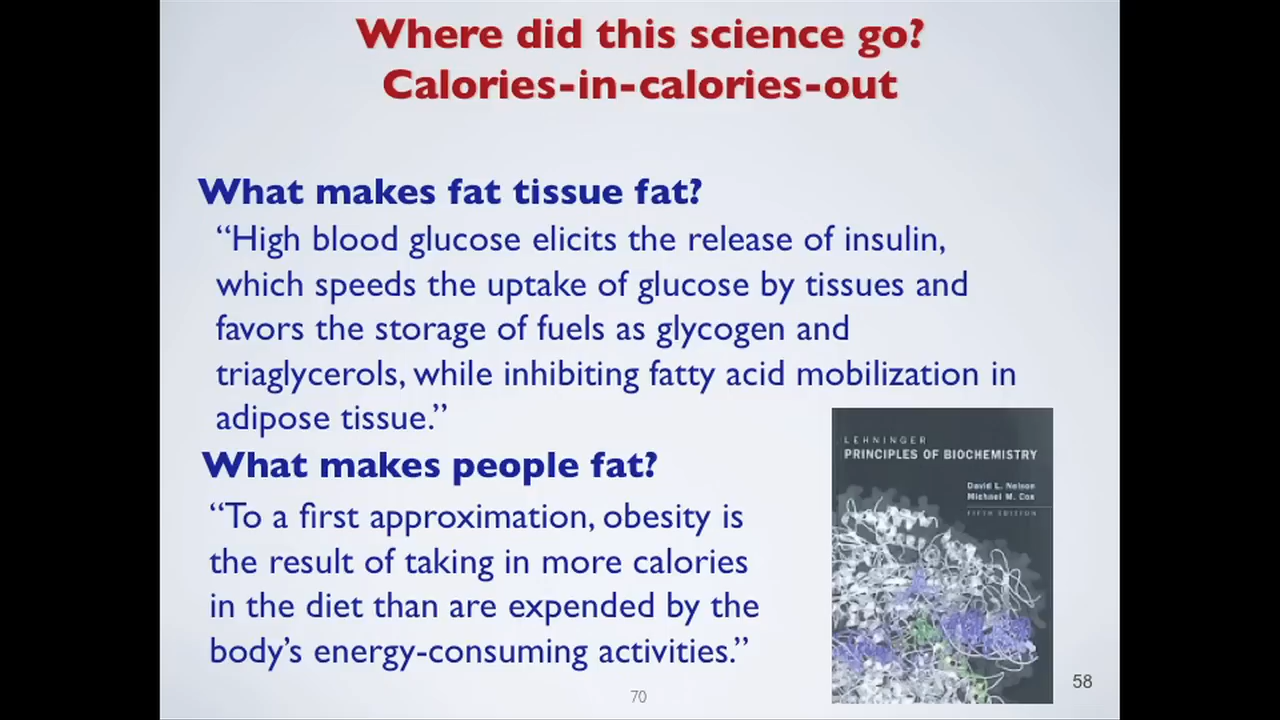 Where did this science go?
Calories-in-calories-out
What makes fat tissue fat?
“High blood glucose elicits the release of insulin,
which speeds the uptake of glucose by tissues and
favors the storage of fuels as glycogen and
triaglycerols, while inhibiting fatty acid mobilization in
adipose tissue.”
What makes people fat?
“To a first approximation, obesity is
the result of taking in more calories
in the diet than are expended by the
body’s energy-consuming activities.”
LEHNINGER
PRINCIPLES OF BIOCHEMISTRY
David L. Nelson
Michael M. Cox
FIFTH EDITION
70
58